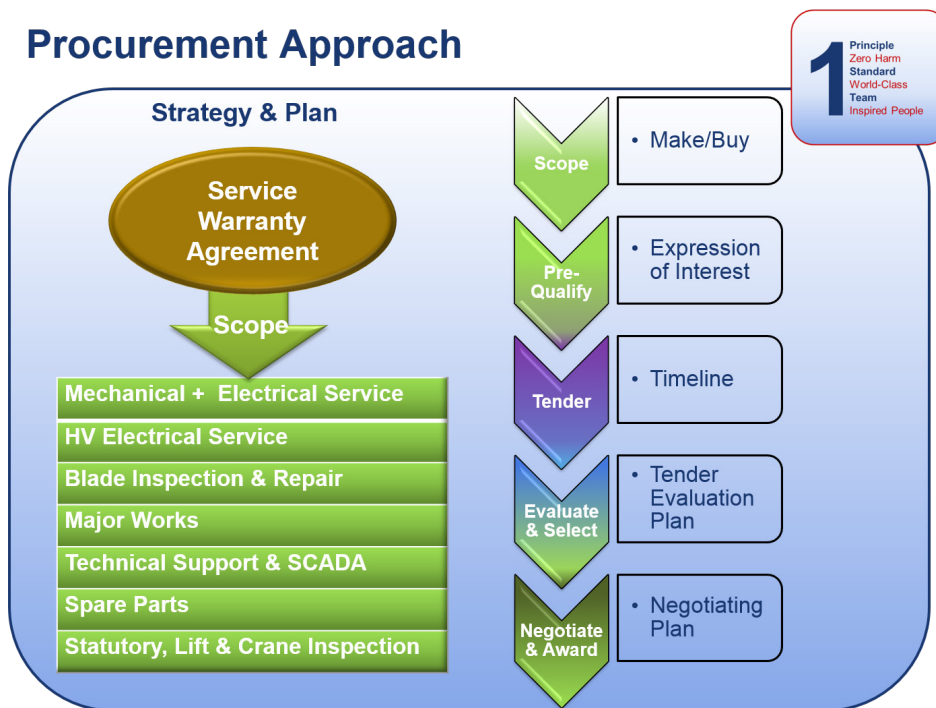 Procurement Approach
1
Principle
Zero Harm
Standard
World-Class
Team
Inspired People
Strategy & Plan
Service
Warranty
Agreement
Scope
Mechanical + Electrical Service
HV Electrical Service
Blade Inspection & Repair
Major Works
Technical Support & SCADA
Spare Parts
Statutory, Lift & Crane Inspection
Scope
• Make/Buy
Pre-
Qualify
• Expression
of Interest
Tender
• Timeline
Evaluate
& Select
• Tender
Evaluation
Plan
Negotiate
& Award
• Negotiating
Plan